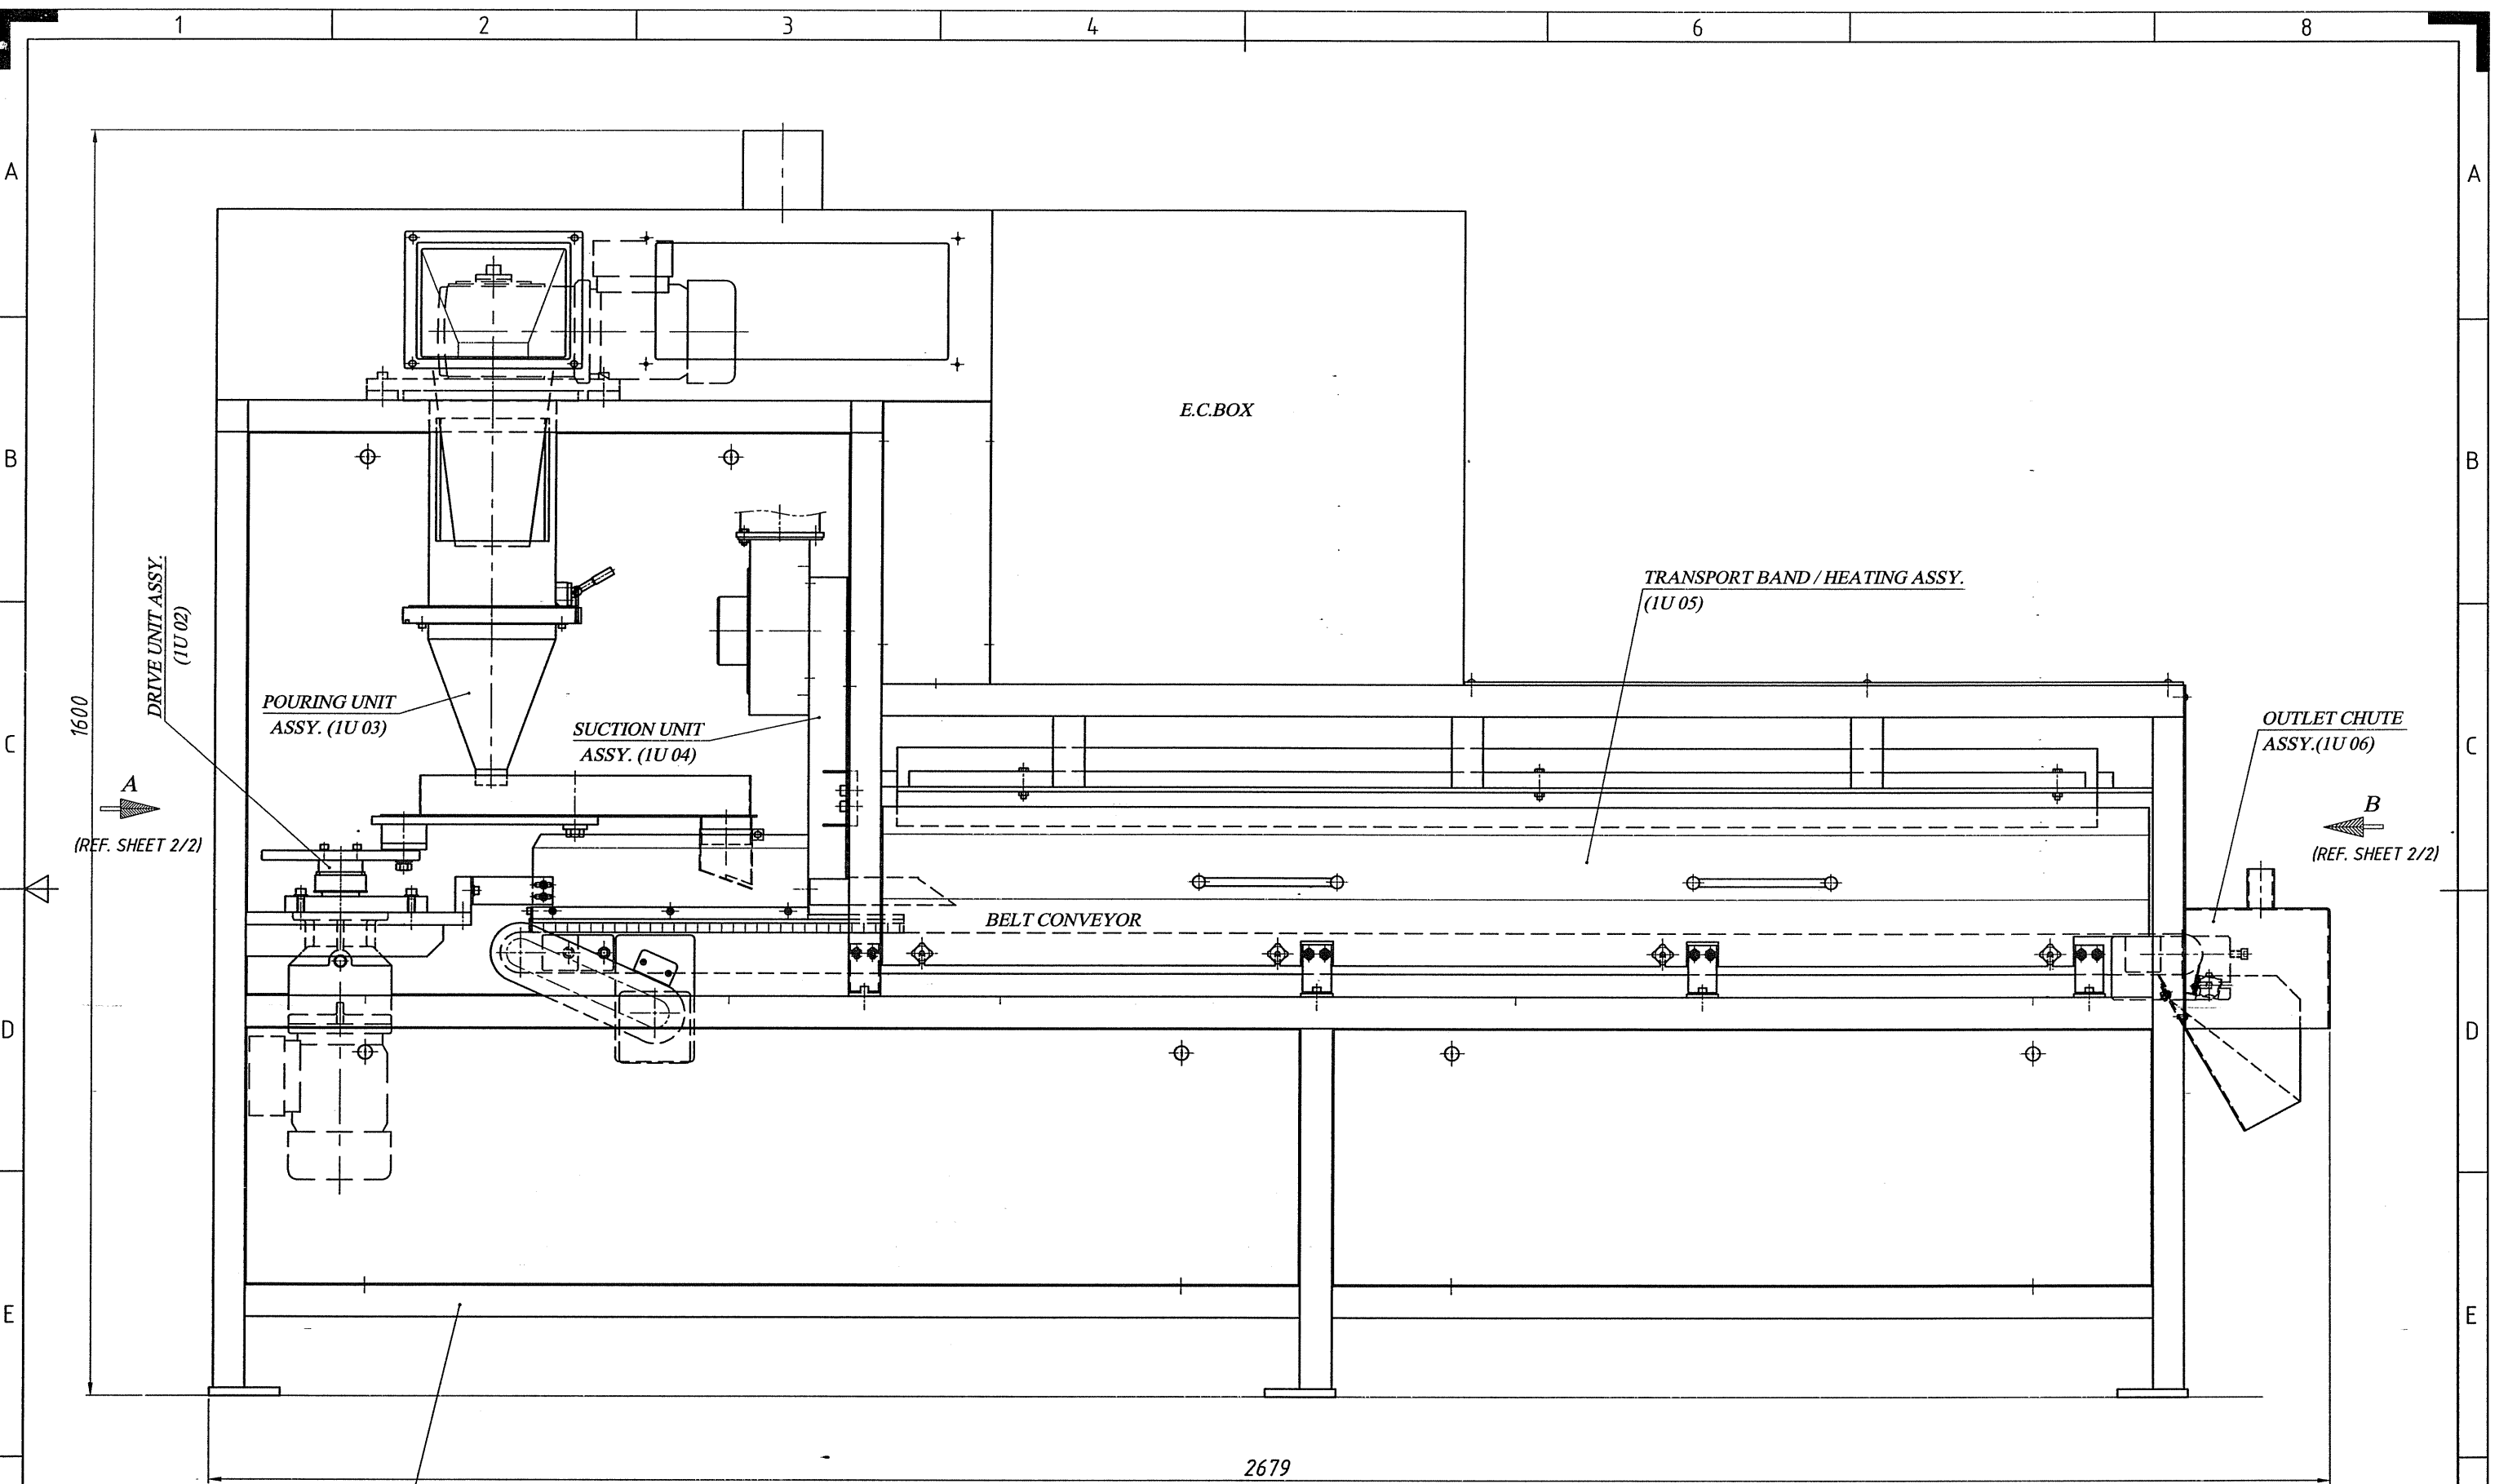 1 2 3 4 6 8
A A
B B
E.C.BOX
TRANSPORT BAND / HEATING ASSY.
(1U 05)
DRIVE UNIT ASSY.
(1U 02)
POURING UNIT
ASSY. (1U 03)
SUCTION UNIT
ASSY. (1U 04)
OUTLET CHUTE
ASSY.(1U 06)
1600
C C
A
(REF. SHEET 2/2)
B
(REF. SHEET 2/2)
BELT CONVEYOR
D D
E E
2679